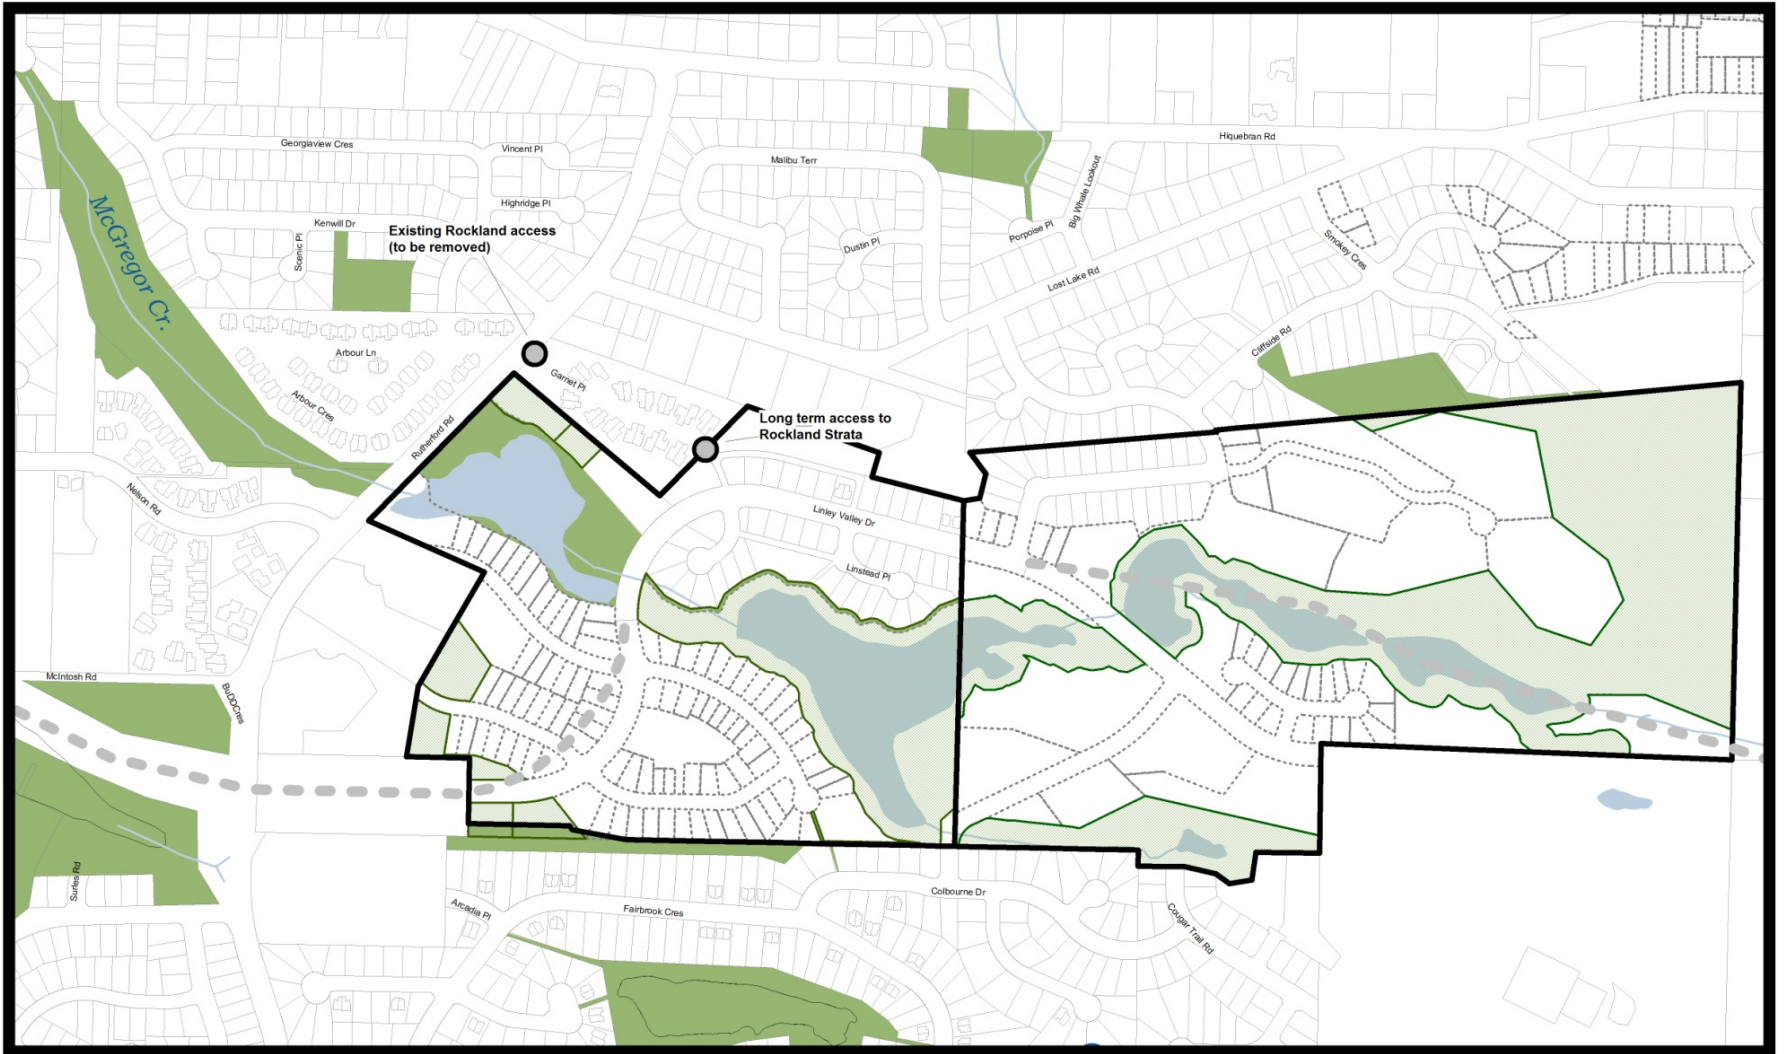 Hiquebran Rd
Georgiaview Cres
Vincent Pl
Malibu Terr
Big Whale Lookout
McGregor Cr.
Highridge Pl
Kenwill Dr
Existing Rockland access
(to be removed)
Scenic Pl
Dustin Pl
Porpoise Pl
Smokey Cres
Lost Lake Rd
Cliffside Rd
Arbour Ln
Garnet Pl
Arbour Cres
Long term access to
Rockland Strata
Rutherford Rd
Nelson Rd
Linley Valley Dr
Linstead Pl
McIntosh Rd
BuDDCres
Surfes Rd
Colbourne Dr
Arcadia Pl
Fairbrook Cres
Cougar Trail Rd